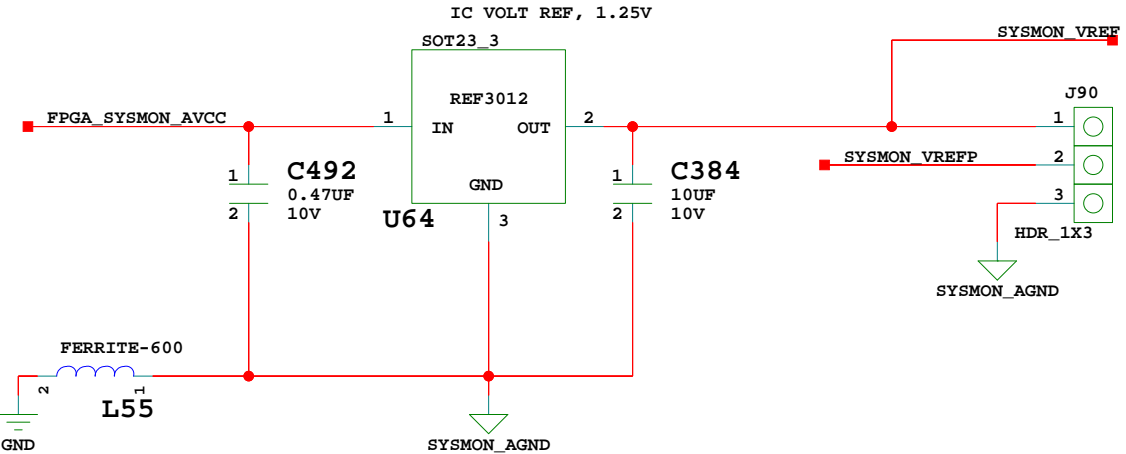 IC VOLT REF, 1.25V
SYSMON_VREF
SOT23_3
J90
REF3012
FPGA_SYSMON_AVCC
1
IN
OUT
2
1
SYSMON_VREFP
2
1
C492
0.47UF
10V
2
GND
U64
3
1
C384
10UF
10V
2
3
HDR_1X3
SYSMON_AGND
FERRITE-600
2
1
L55
GND
SYSMON_AGND